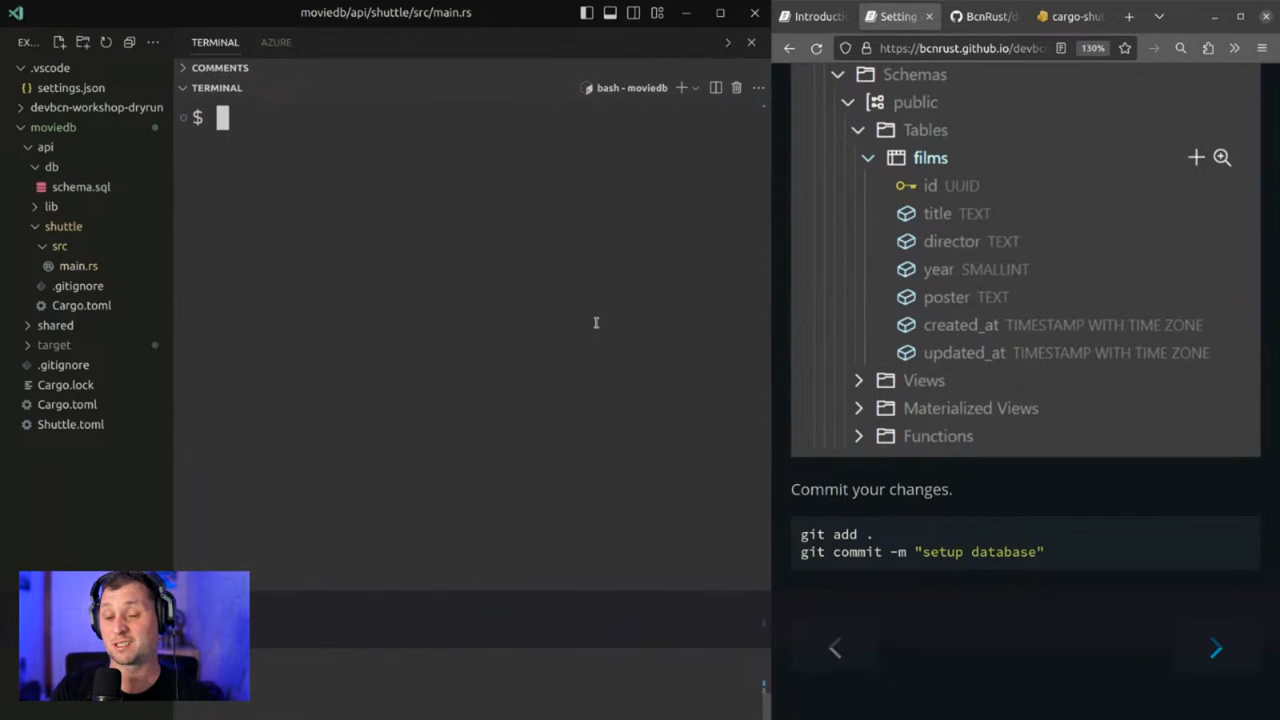 moviedb/api/shuttle/src/main.rs
EX...
.vscode
settings.json
devbcn-workshop-dryrun
moviedb
api
db
schema.sql
lib
shuttle
src
main.rs
.gitignore
Cargo.toml
shared
target
.gitignore
Cargo.lock
Cargo.toml
Shuttle.toml
TERMINAL
AZURE
COMMENTS
TERMINAL
bash - moviedb
$
Introductio
Setting
BcnRust/d
cargo-shut
https://bcnrust.github.io/devbc
130%
Schemas
public
Tables
films
id UUID
title TEXT
director TEXT
year SMALLINT
poster TEXT
created_at TIMESTAMP WITH TIME ZONE
updated_at TIMESTAMP WITH TIME ZONE
Views
Materialized Views
Functions
Commit your changes.
git add .
git commit -m "setup database"